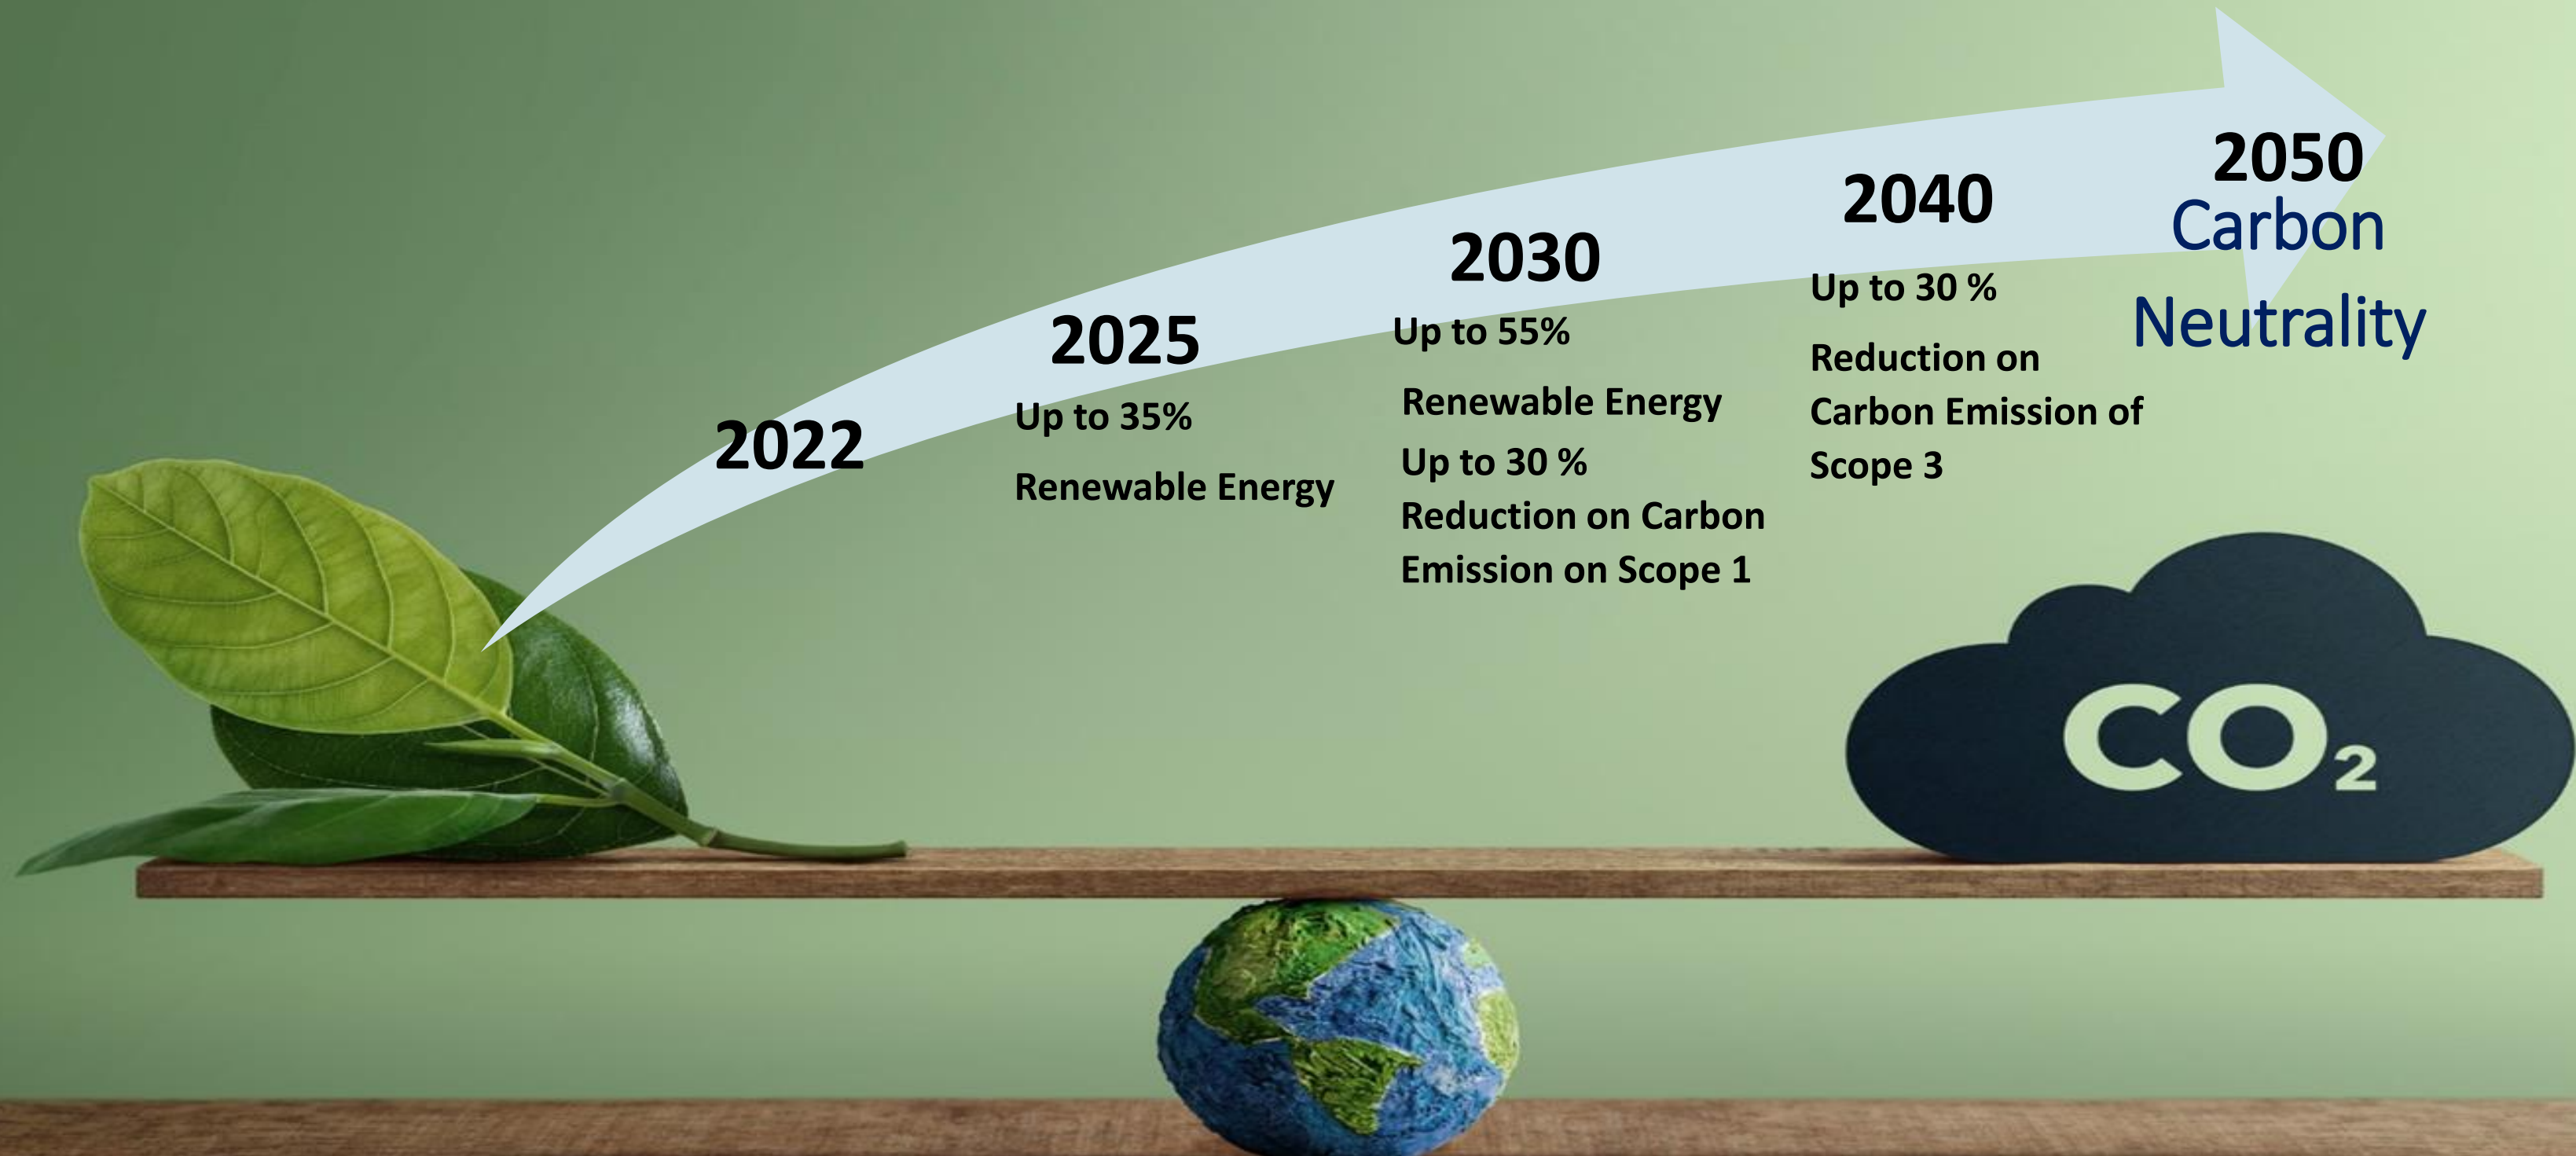 2022
2025
Up to 35%
Renewable Energy
2030
Up to 55%
Renewable Energy
Up to 30 %
Reduction on Carbon
Emission on Scope 1
2040
Up to 30 %
Reduction on
Carbon Emission of
Scope 3
2050
Carbon
Neutrality
CO₂